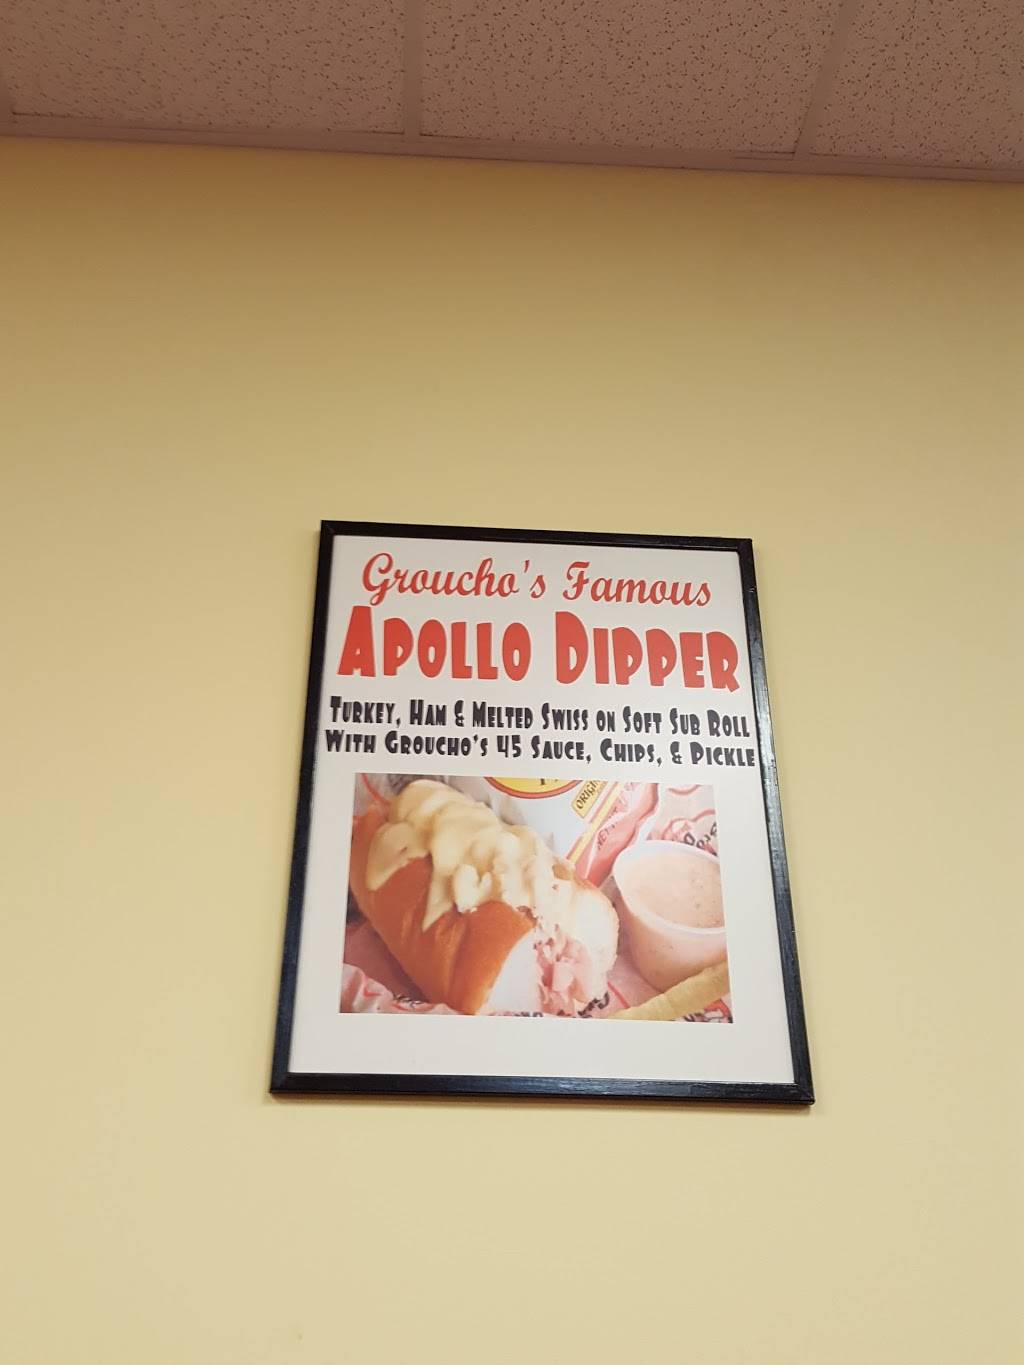 Groucho's Famous
APOLLO DIPPER
TURKEY, HAM & MELTED SWISS ON SOFT SUB ROLL
WITH GROUCHO'S 45 SAUCE, CHIPS, & PICKLE